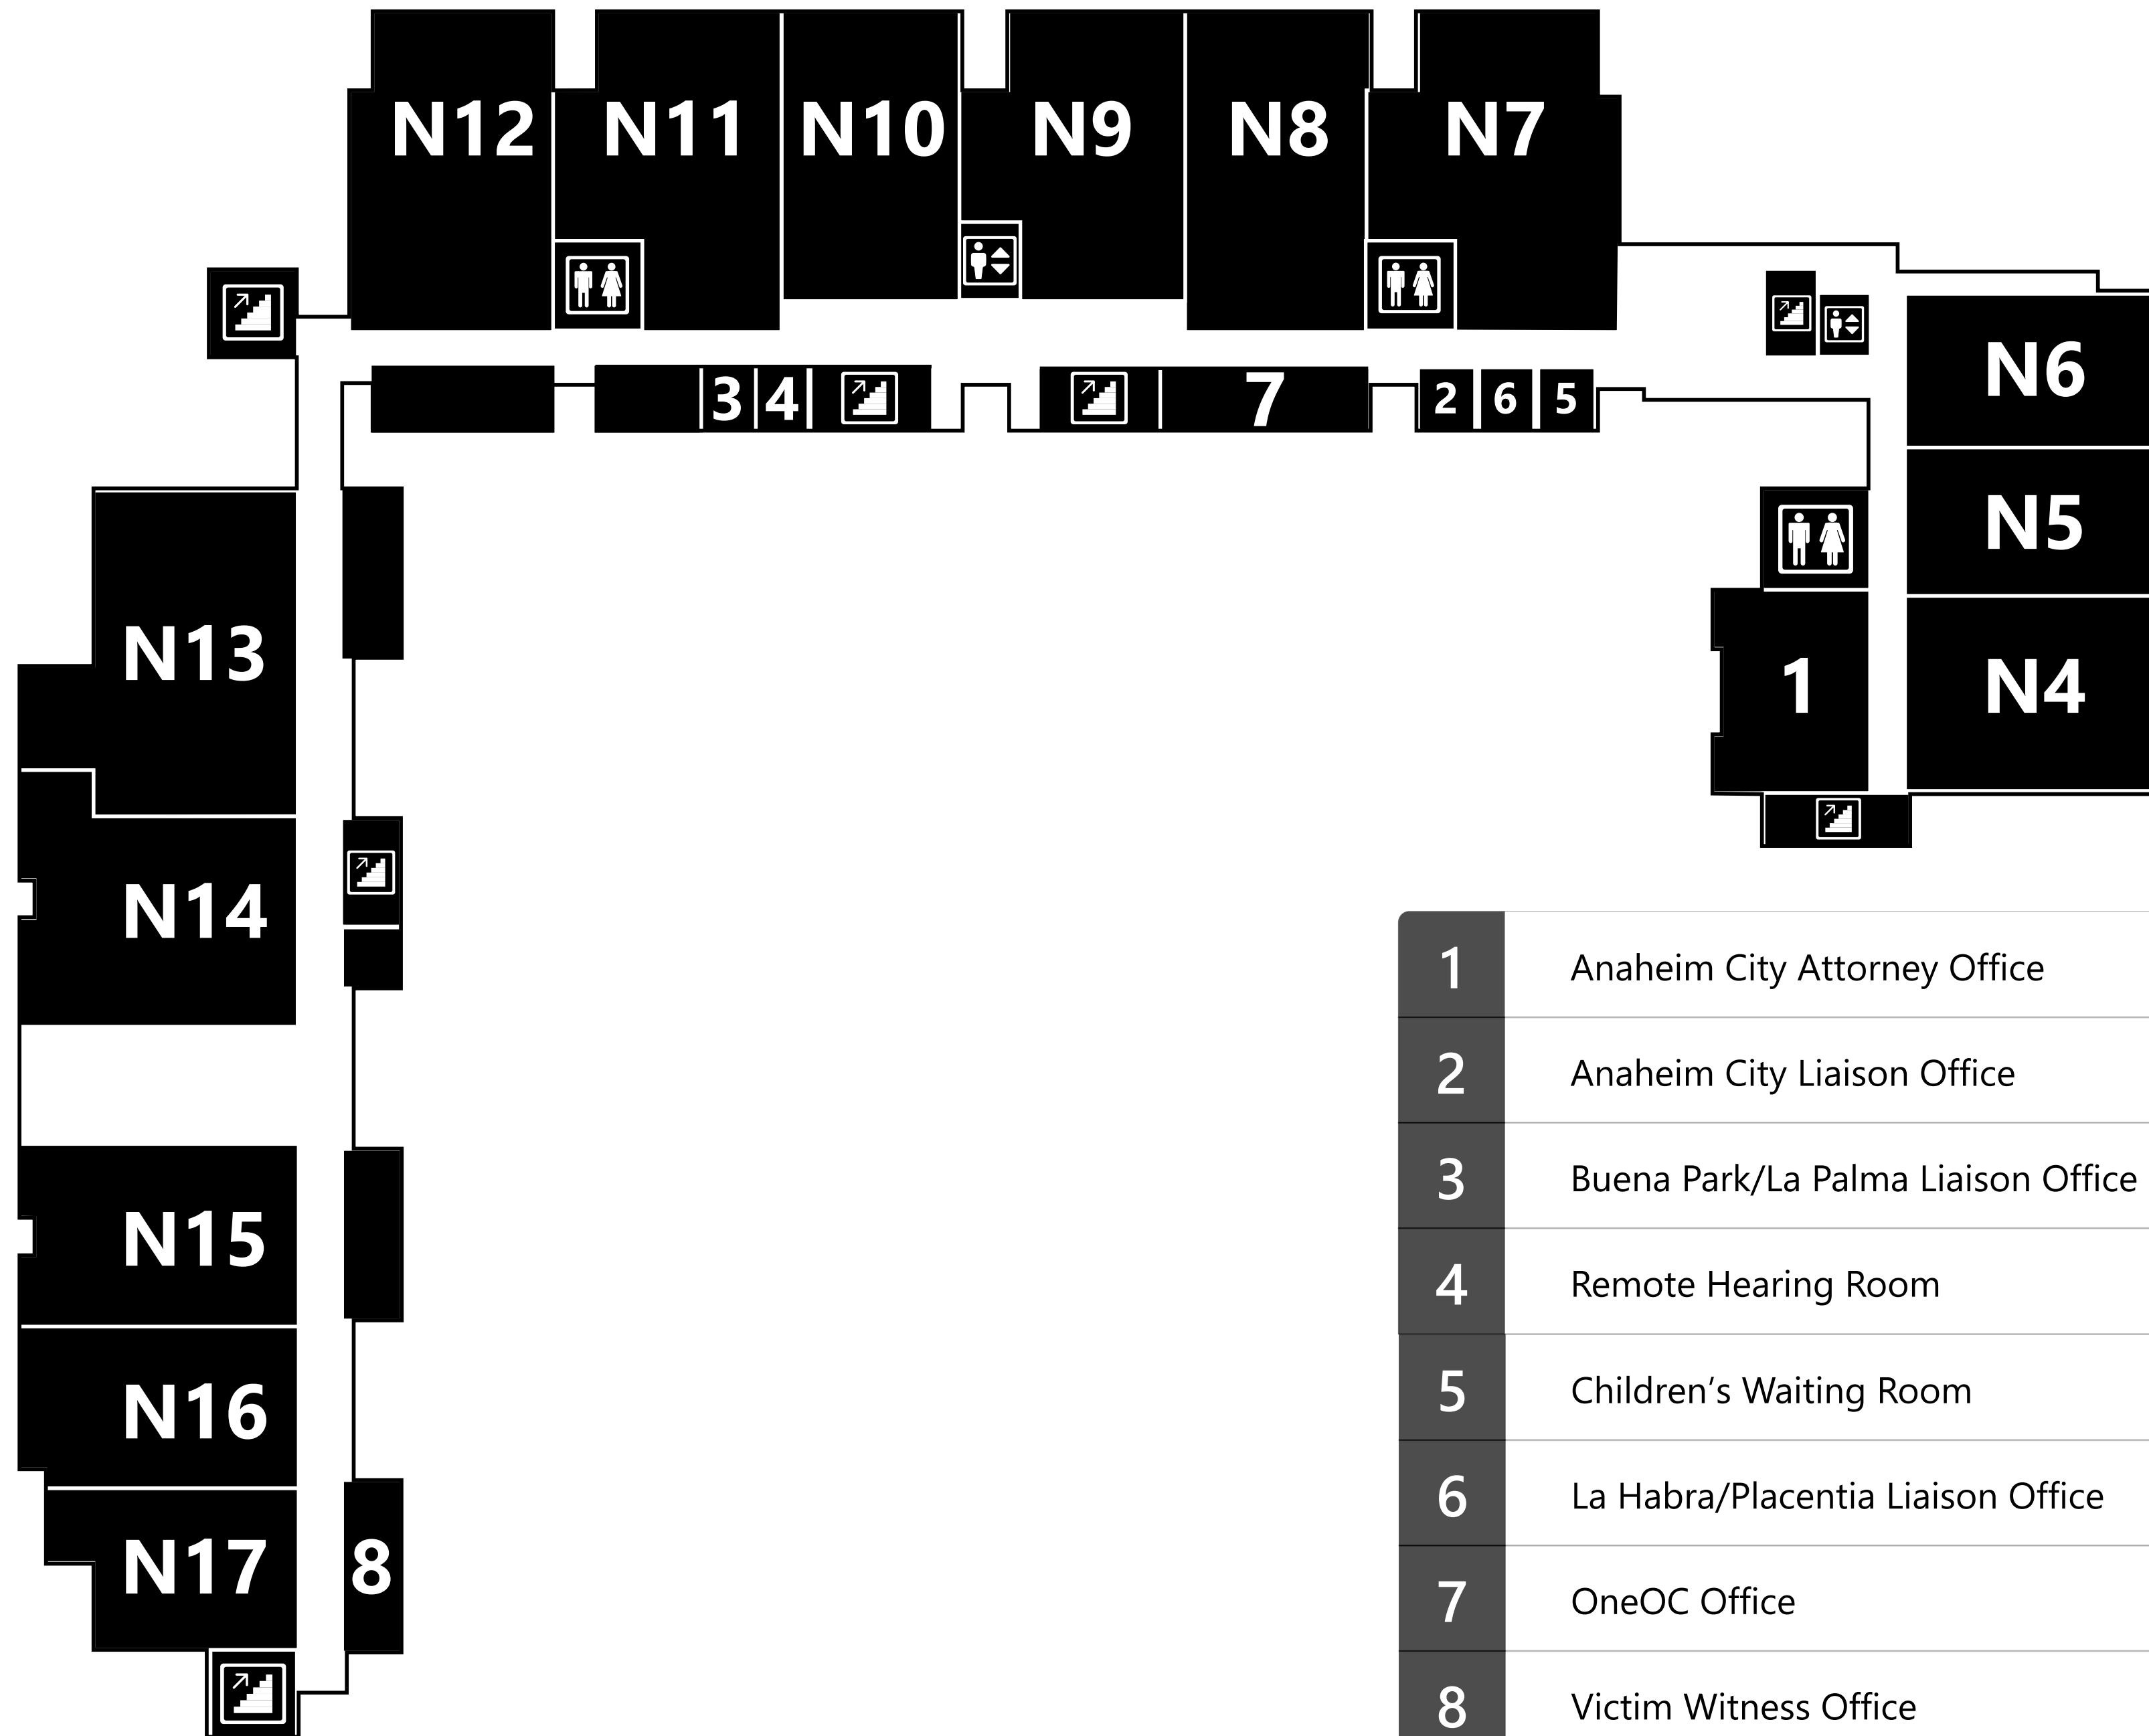 N12 N11 N10 N9 N8 N7
N6
3 4 7 2 6 5
N5
N13
1 N4
N14
N15
N16
N17 8
1 Anaheim City Attorney Office
2 Anaheim City Liaison Office
3 Buena Park/La Palma Liaison Office
4 Remote Hearing Room
5 Children's Waiting Room
6 La Habra/Placentia Liaison Office
7 OneOC Office
8 Victim Witness Office